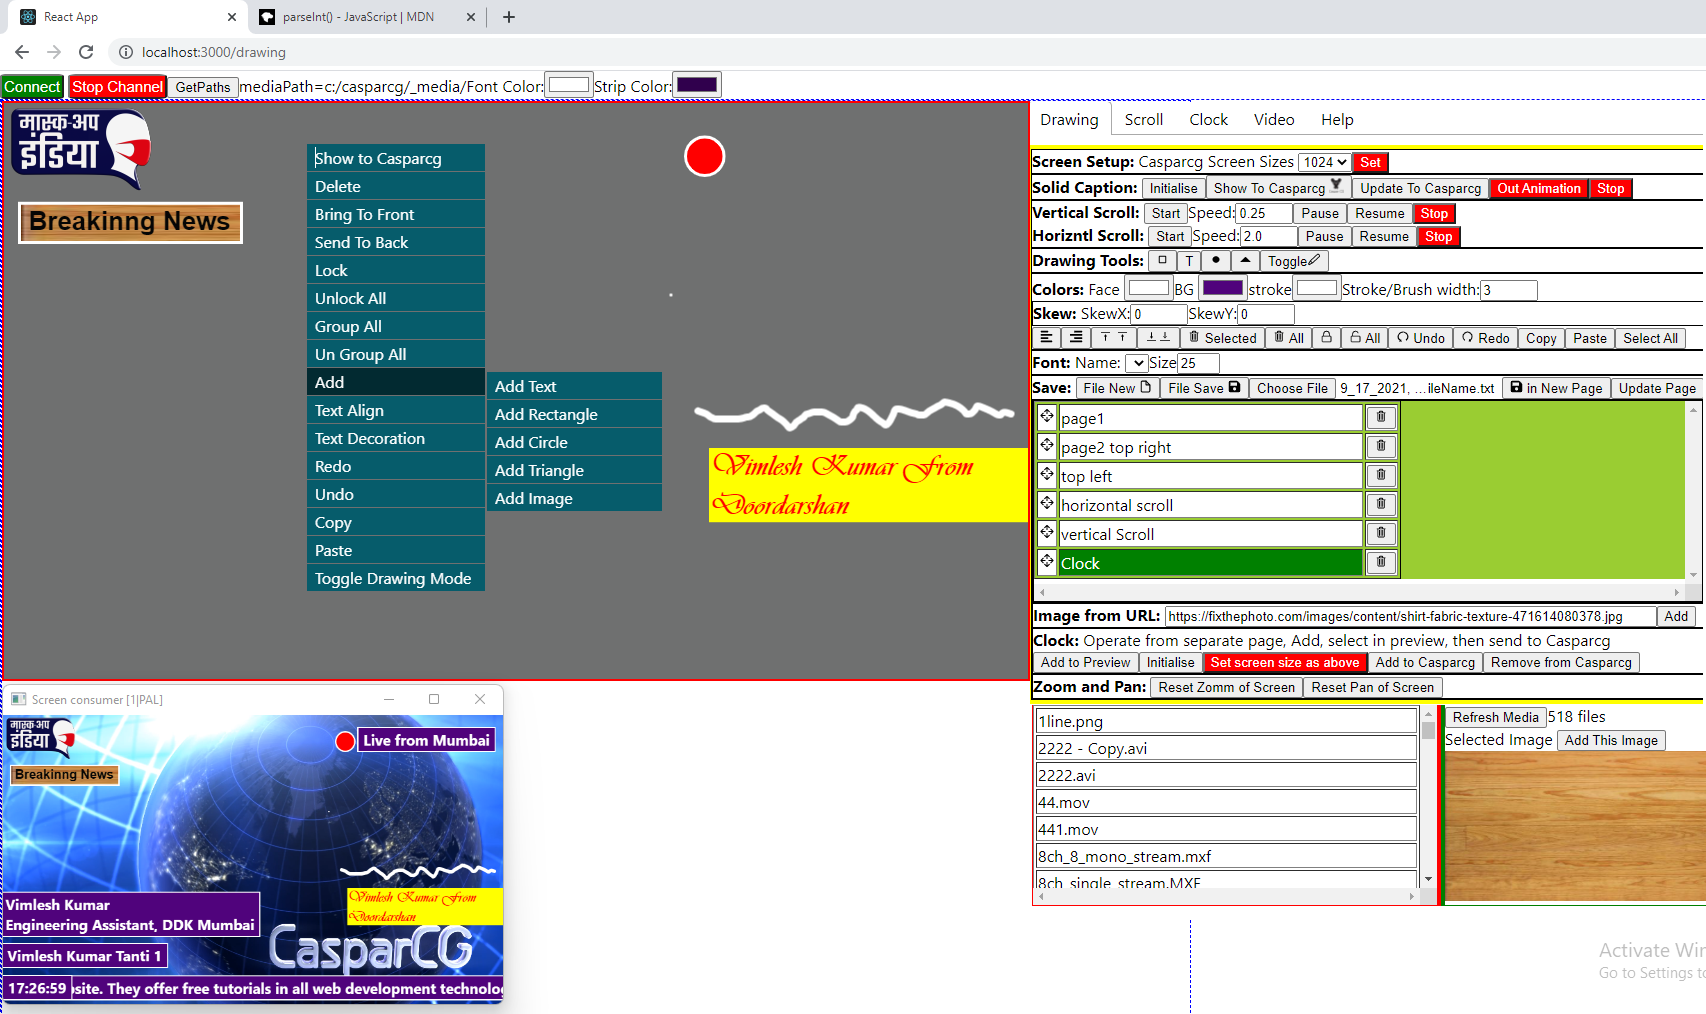 React App
parseInt() - JavaScript | MDN
localhost:3000/drawing
Connect Stop Channel GetPaths mediaPath=c:/casparcg/_media/Font Color: Strip Color:
मास्क-अप
इंडिया
Breakinng News
Show to Casparcg
Delete
Bring To Front
Send To Back
Lock
Unlock All
Group All
Un Group All
Add
Text Align
Text Decoration
Redo
Undo
Copy
Paste
Toggle Drawing Mode
Add Text
Add Rectangle
Add Circle
Add Triangle
Add Image
Vimlesh Kumar From
Doordarshan
Drawing Scroll Clock Video Help
Screen Setup: Casparcg Screen Sizes 1024 Set
Solid Caption: Initialise Show To Casparcg Update To Casparcg Out Animation Stop
Vertical Scroll: Start Speed: 0.25 Pause Resume Stop
Horizntl Scroll: Start Speed: 2.0 Pause Resume Stop
Drawing Tools: T Toggle
Colors: Face BG stroke Stroke/Brush width: 3
Skew: SkewX: 0 SkewY: 0
Selected All All Undo Redo Copy Paste Select All
Font: Name: Size 25
Save: File New File Save Choose File 9_17_2021, ...ileName.txt in New Page Update Page
page1
page2 top right
top left
horizontal scroll
vertical Scroll
Clock
Image from URL: https://fixthephoto.com/images/content/shirt-fabric-texture-471614080378.jpg Add
Clock: Operate from separate page, Add, select in preview, then send to Casparcg
Add to Preview Initialise Set screen size as above Add to Casparcg Remove from Casparcg
Zoom and Pan: Reset Zomm of Screen Reset Pan of Screen
1line.png
2222 - Copy.avi
2222.avi
44.mov
441.mov
8ch_8_mono_stream.mxf
8ch_single_stream.MXF
Refresh Media 518 files
Selected Image Add This Image
Screen consumer [1|PAL]
मास्क अप
इंडिया
Live from Mumbai
Breakinng News
Vimlesh Kumar From
Doordarshan
Vimlesh Kumar
Engineering Assistant, DDK Mumbai
CasparCG
Vimlesh Kumar Tanti 1
17:26:59 site. They offer free tutorials in all web development technolo
Activate Win
Go to Settings to